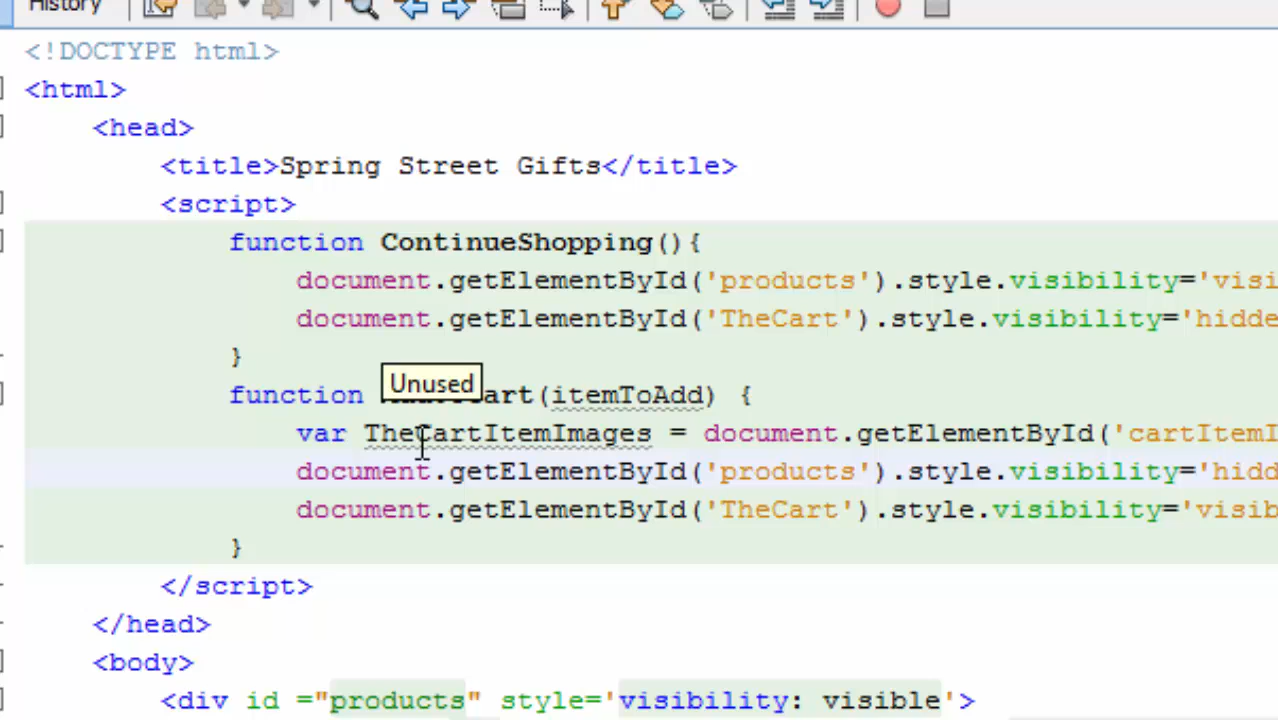 History
<!DOCTYPE html>
<html>
<head>
<title>Spring Street Gifts</title>
<script>
function ContinueShopping(){
document.getElementById('products').style.visibility='visi
document.getElementById('TheCart').style.visibility='hidde
}
Unused
function art(itemToAdd) {
var TheCartItemImages = document.getElementById('cartItemI
document.getElementById('products').style.visibility='hidd
document.getElementById('TheCart').style.visibility='visib
}
</script>
</head>
<body>
<div id ="products" style='visibility: visible'>